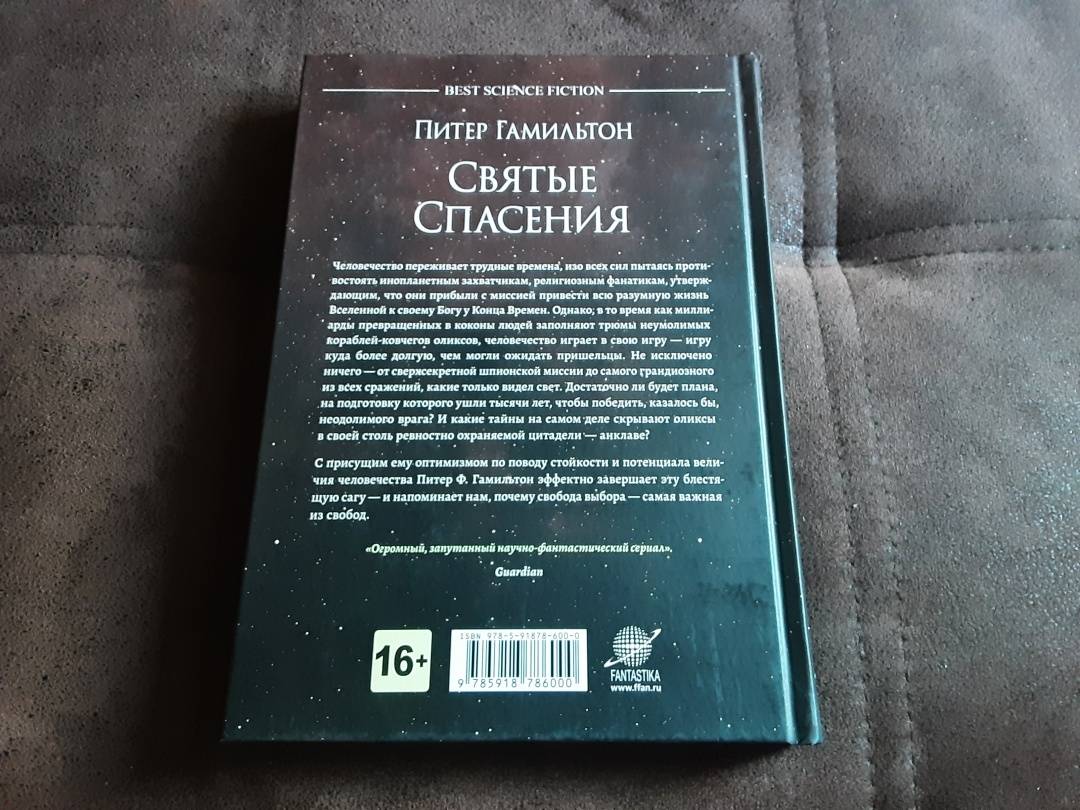 BEST SCIENCE FICTION
ПИТЕР ГАМИЛЬТОН
СВЯТЫЕ
СПАСЕНИЯ
Человечество переживает трудные времена, изо всех сил пытаясь проти-
востоять инопланетным захватчикам, религиозным фанатикам, утверж-
дающим, что они прибыли с миссией привести всю разумную жизнь
Вселенной к своему Богу у Конца Времен. Однако, в то время как милли-
арды превращенных в коконы людей заполняют трюмы неумолимых
кораблей-ковчегов оликсов, человечество играет в свою игру — игру
куда более долгую, чем могли ожидать пришельцы. Не исключено
ничего — от сверхсекретной шпионской миссии до самого грандиозного
из всех сражений, какие только видел свет. Достаточно ли будет плана,
на подготовку которого ушли тысячи лет, чтобы победить, казалось бы,
неодолимого врага? И какие тайны на самом деле скрывают оликсы
в своей столь ревностно охраняемой цитадели — анклаве?
С присущим ему оптимизмом по поводу стойкости и потенциала вели-
чия человечества Питер Ф. Гамильтон эффектно завершает эту блестя-
щую сагу — и напоминает нам, почему свобода выбора — самая важная
из свобод.
«Огромный, запутанный научно-фантастический сериал».
Guardian
16+
ISBN 978-5-91878-600-0
9 785918 786000
FANTASTIKA
www.ffan.ru